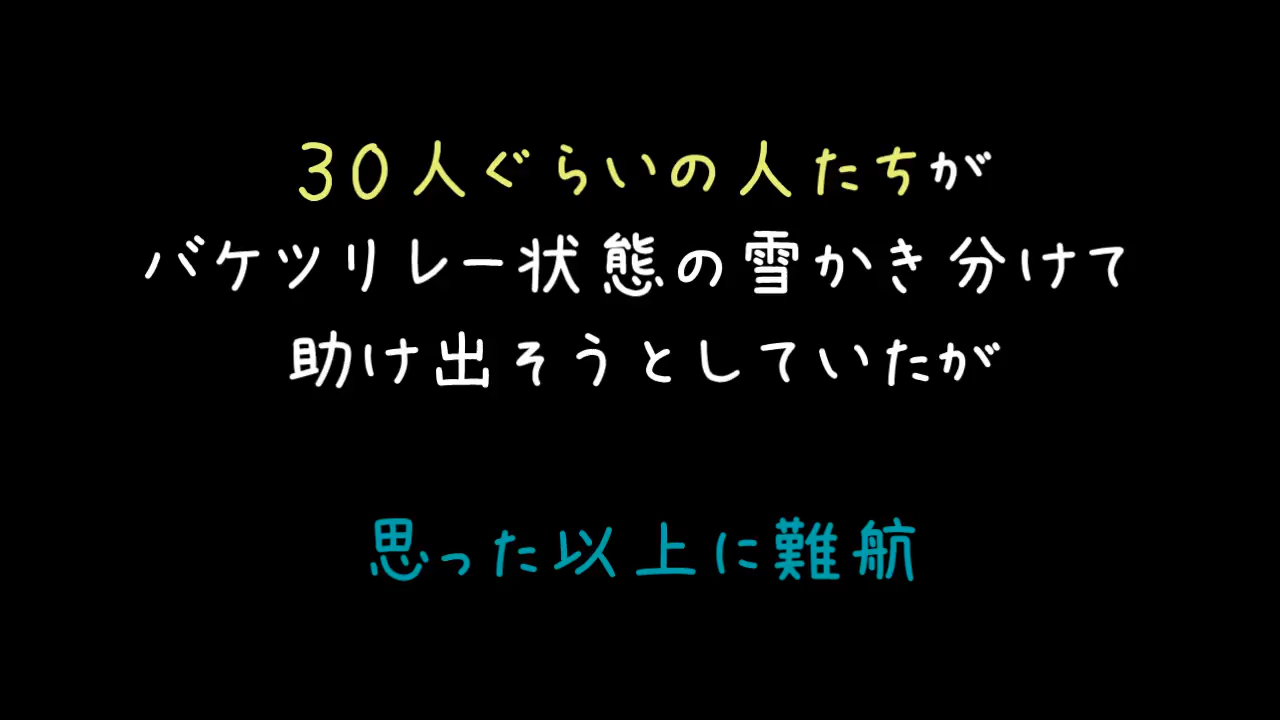 30人ぐらいの人たちが
バケツリレー状態の雪かき分けて
助け出そうとしていたが
思った以上に難航